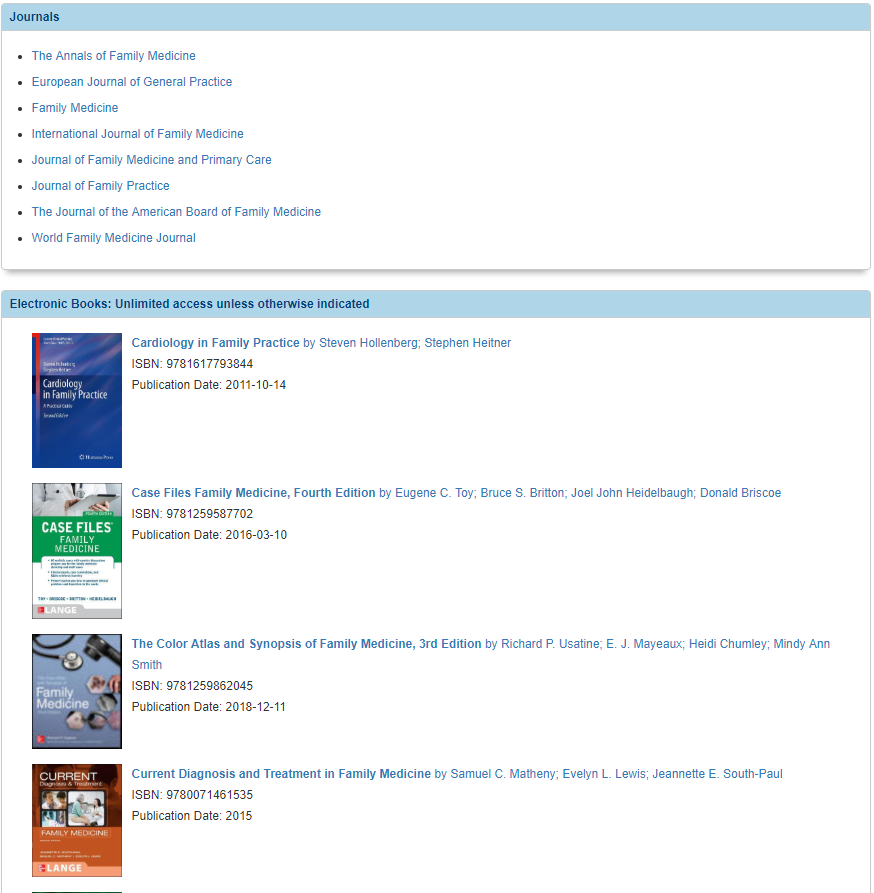 Journals
The Annals of Family Medicine
European Journal of General Practice
Family Medicine
International Journal of Family Medicine
Journal of Family Medicine and Primary Care
Journal of Family Practice
The Journal of the American Board of Family Medicine
World Family Medicine Journal
Electronic Books: Unlimited access unless otherwise indicated
Cardiology
in Family Practice
A Practical Guide
Second Edition
Humana Press
Cardiology in Family Practice by Steven Hollenberg; Stephen Heitner
ISBN: 9781617793844
Publication Date: 2011-10-14
CASE FILES
FAMILY
MEDICINE
TOY • BRISCOE • BRITTON • HEIDELBAUGH
LANGE
Case Files Family Medicine, Fourth Edition by Eugene C. Toy; Bruce S. Britton; Joel John Heidelbaugh; Donald Briscoe
ISBN: 9781259587702
Publication Date: 2016-03-10
Family
Medicine
The Color Atlas and Synopsis of Family Medicine, 3rd Edition by Richard P. Usatine; E. J. Mayeaux; Heidi Chumley; Mindy Ann
Smith
ISBN: 9781259862045
Publication Date: 2018-12-11
CURRENT
Diagnosis & Treatment
FAMILY MEDICINE
LANGE
Current Diagnosis and Treatment in Family Medicine by Samuel C. Matheny; Evelyn L. Lewis; Jeannette E. South-Paul
ISBN: 9780071461535
Publication Date: 2015